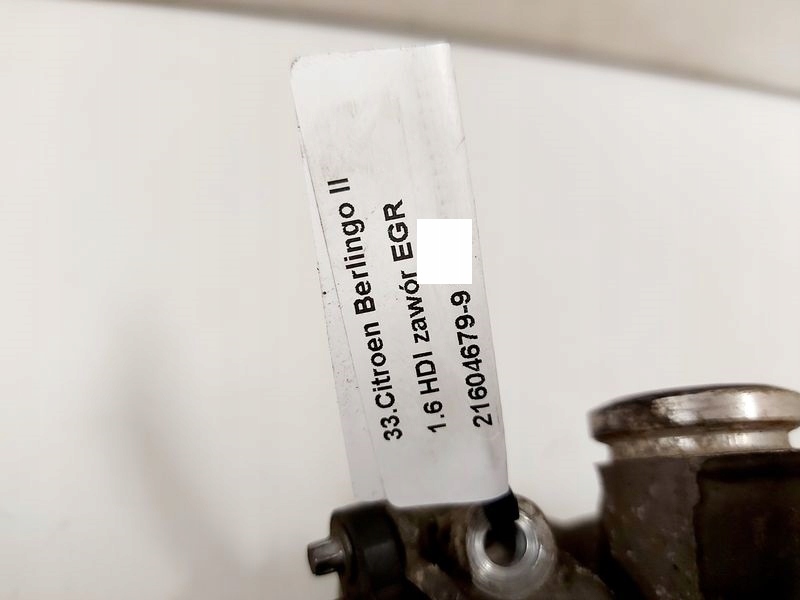 33.Citroen Berlingo II
1.6 HDI zawór EGR
21604679-9